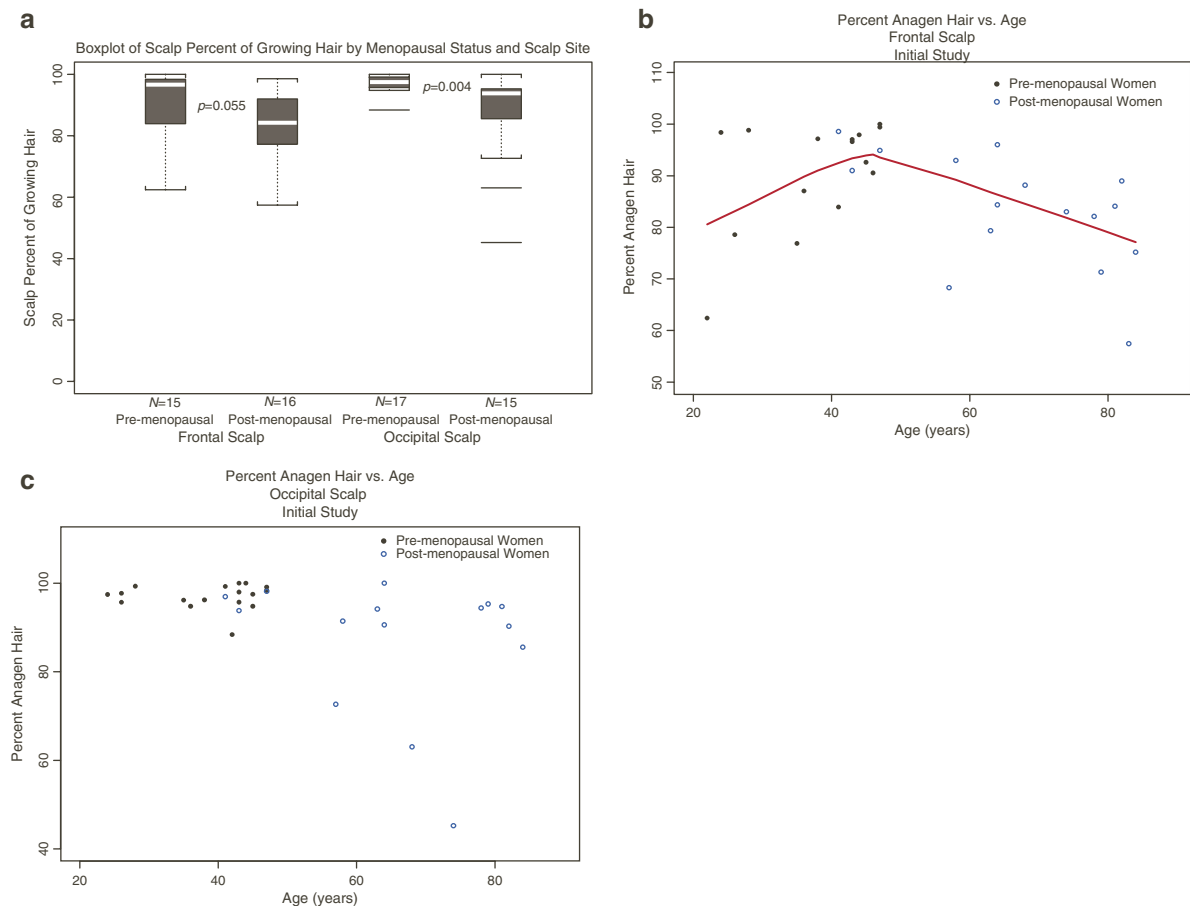 a
Boxplot of Scalp Percent of Growing Hair by Menopausal Status and Scalp Site
Scalp Percent of Growing Hair
100
80
60
40
20
0
p=0.055
p=0.004
N=15
N=16
N=17
N=15
Pre-menopausal
Post-menopausal
Pre-menopausal
Post-menopausal
Frontal Scalp
Occipital Scalp
b
Percent Anagen Hair vs. Age
Frontal Scalp
Initial Study
Pre-menopausal Women
Post-menopausal Women
Percent Anagen Hair
110
100
90
80
70
60
50
20
40
60
80
Age (years)
c
Percent Anagen Hair vs. Age
Occipital Scalp
Initial Study
Pre-menopausal Women
Post-menopausal Women
Percent Anagen Hair
100
80
60
40
20
40
60
80
Age (years)